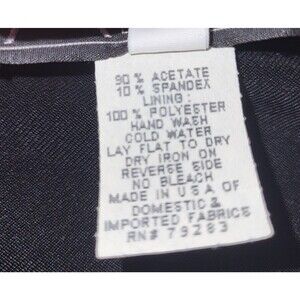 90 % ACETATE
10 % SPANDEX
LINING:
100 % POLYESTER
HAND WASH
COLD WATER
LAY FLAT TO DRY
DRY IRON ON
REVERSE SIDE
NO BLEACH
MADE IN U.S.A OF
DOMESTIC &
IMPORTED FABRICS
RN# 79283